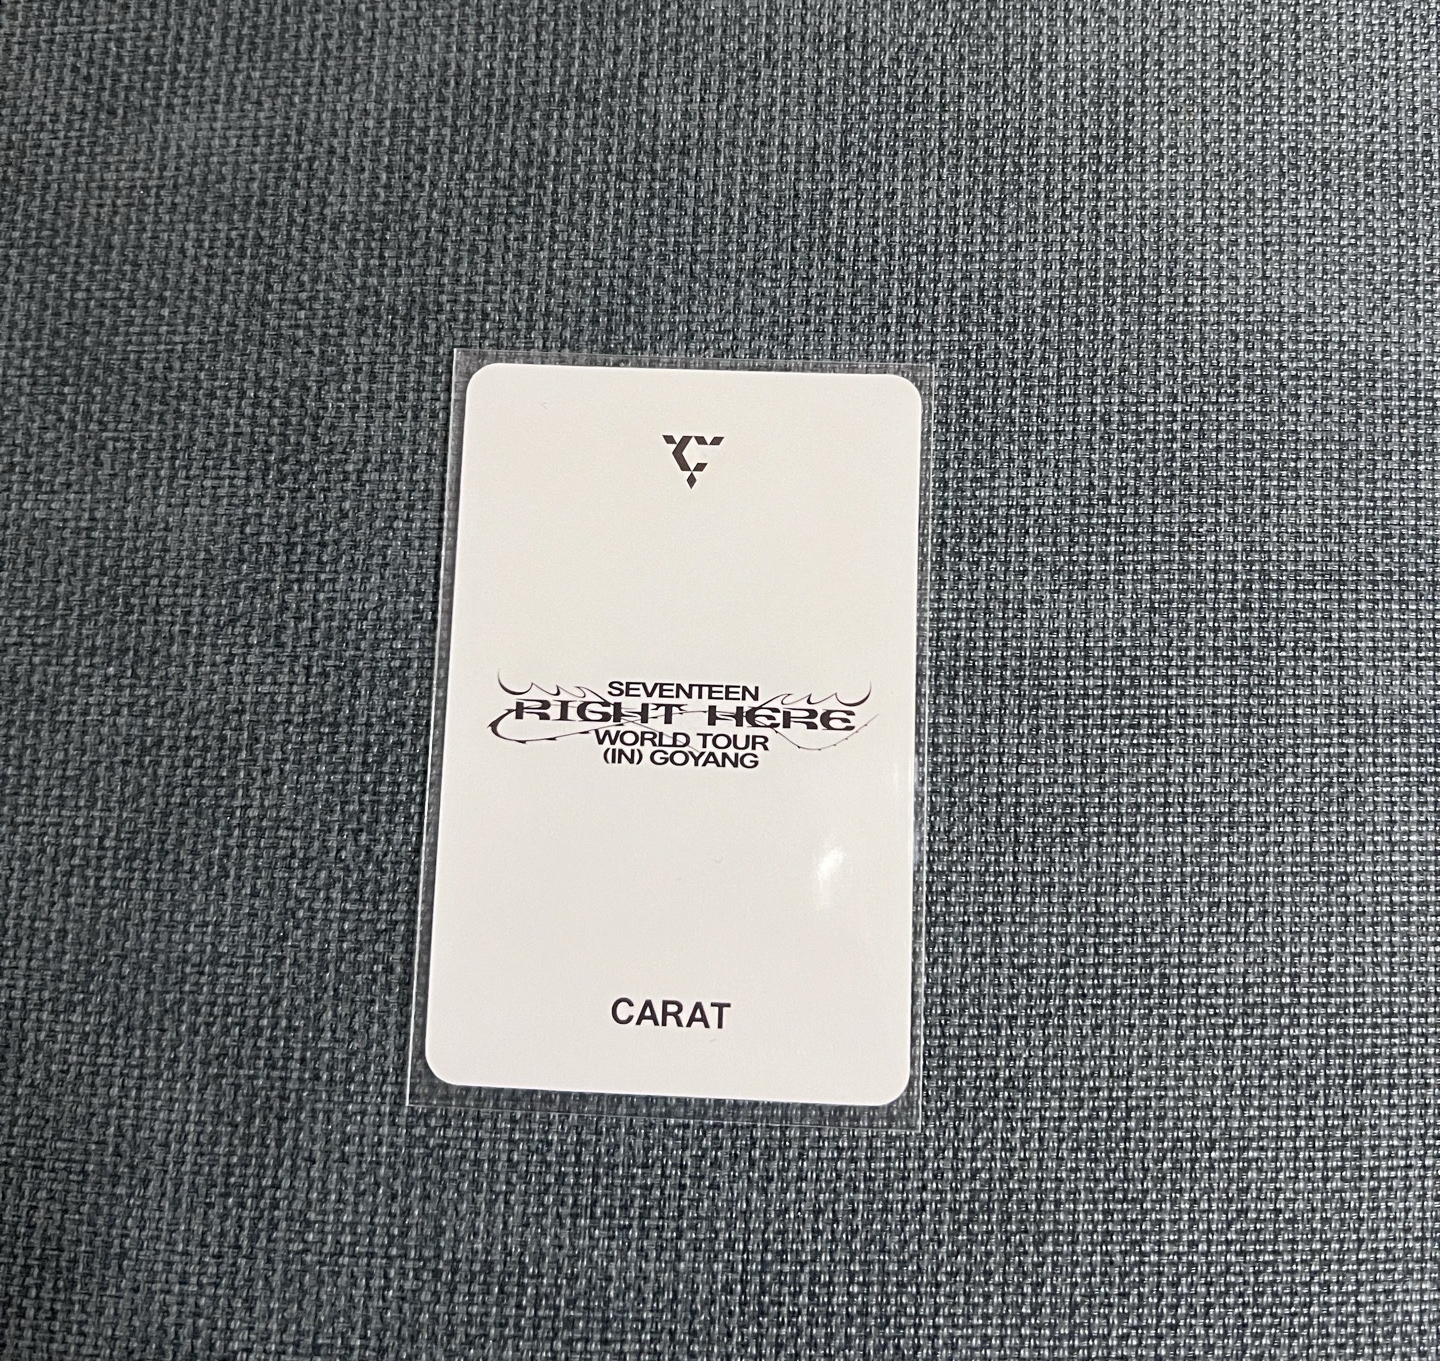 SEVENTEEN
RIGHT HERE
WORLD TOUR
(IN) GOYANG
CARAT